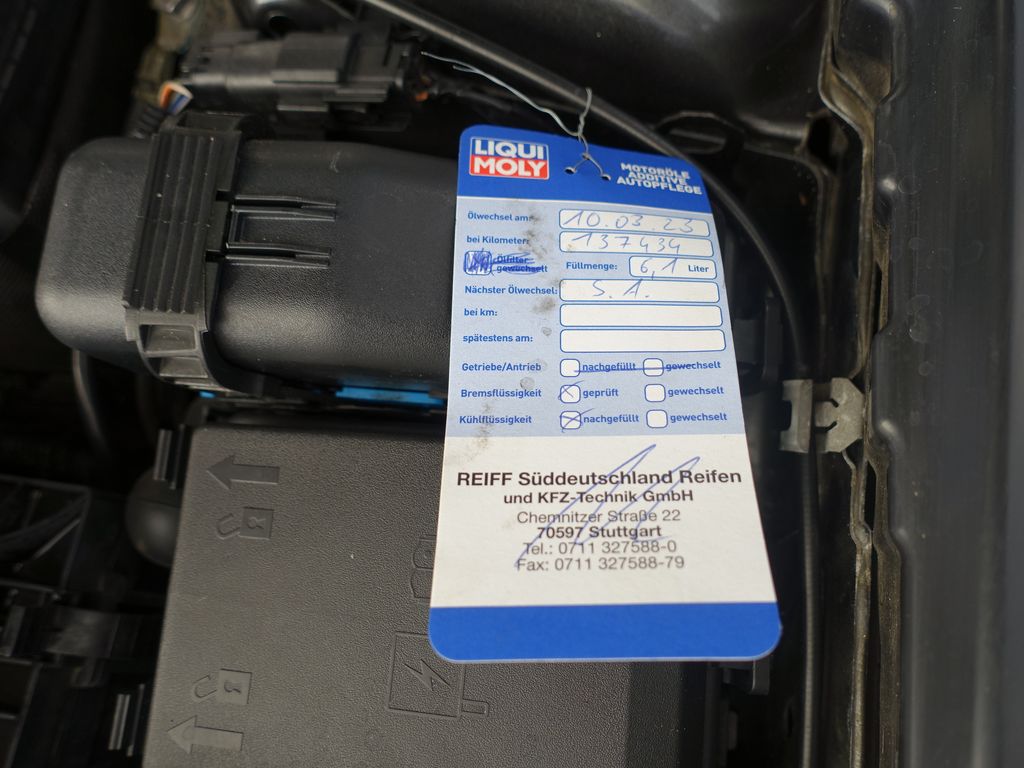 LIQUI
MOLY
MOTORÖLE
ADDITIVE
AUTOPFLEGE
Ölwechsel am: 10.03.23
bei Kilometer: 137434
Ölfilter
gewechselt
Füllmenge: 6,1 Liter
Nächster Ölwechsel: S.A.
bei km:
spätestens am:
Getriebe/Antrieb nachgefüllt gewechselt
Bremsflüssigkeit geprüft gewechselt
Kühlflüssigkeit nachgefüllt gewechselt
REIFF Süddeutschland Reifen
und KFZ-Technik GmbH
Chemnitzer Straße 22
70597 Stuttgart
Tel.: 0711 327588-0
Fax: 0711 327588-79